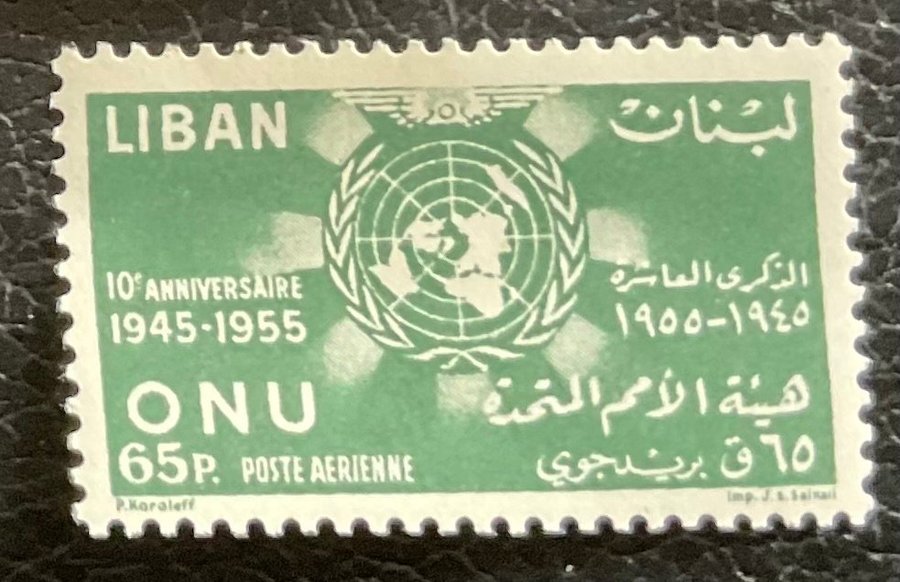 LIBAN
لبنان
10e ANNIVERSAIRE
1945-1955
الذكرى العاشرة
١٩٤٥-١٩٥٥
ONU
هيئة الأمم المتحدة
65P. POSTE AERIENNE
٦٥ ق بريد جوي
P.Koroleff
Imp. J. S. Saikali